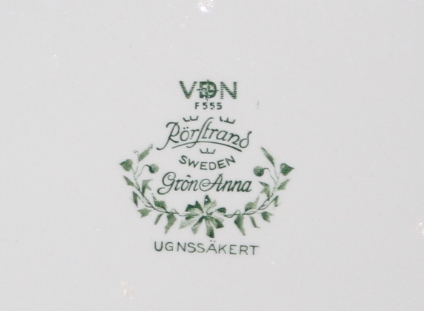 VDN
F555
Rörstrand
SWEDEN
Grön Anna
UGNSSÄKERT